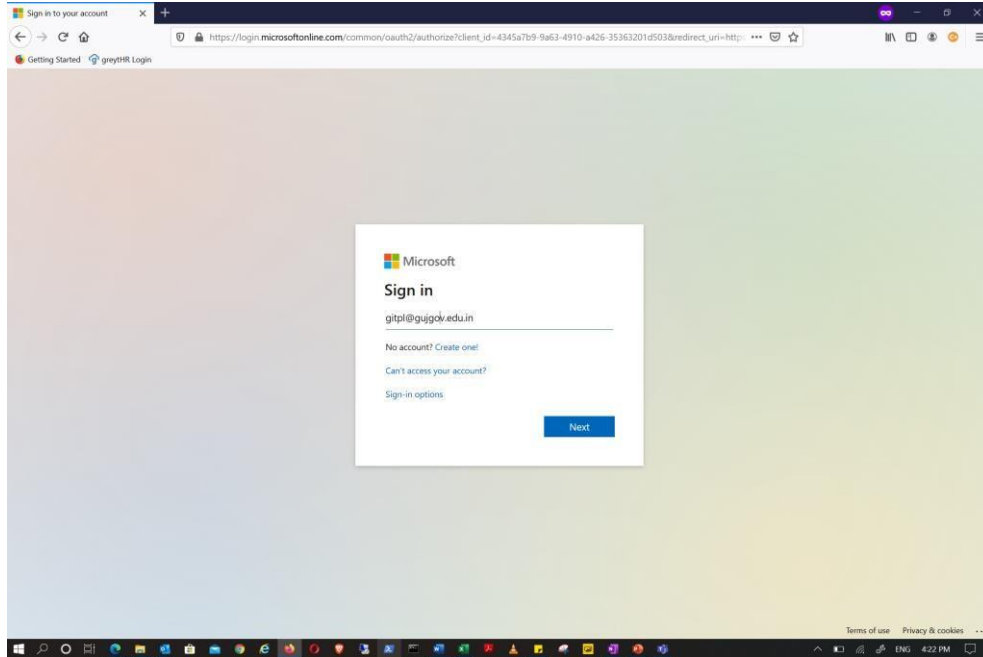 Sign in to your account
https://login.microsoftonline.com/common/oauth2/authorize?client_id=4345a7b9-9a63-4910-a426-35363201d503&redirect_uri=http
Getting Started greytHR Login
Microsoft
Sign in
gitpl@gujgov.edu.in
No account? Create one!
Can't access your account?
Sign-in options
Next
Terms of use Privacy & cookies ...
ENG 4:22 PM